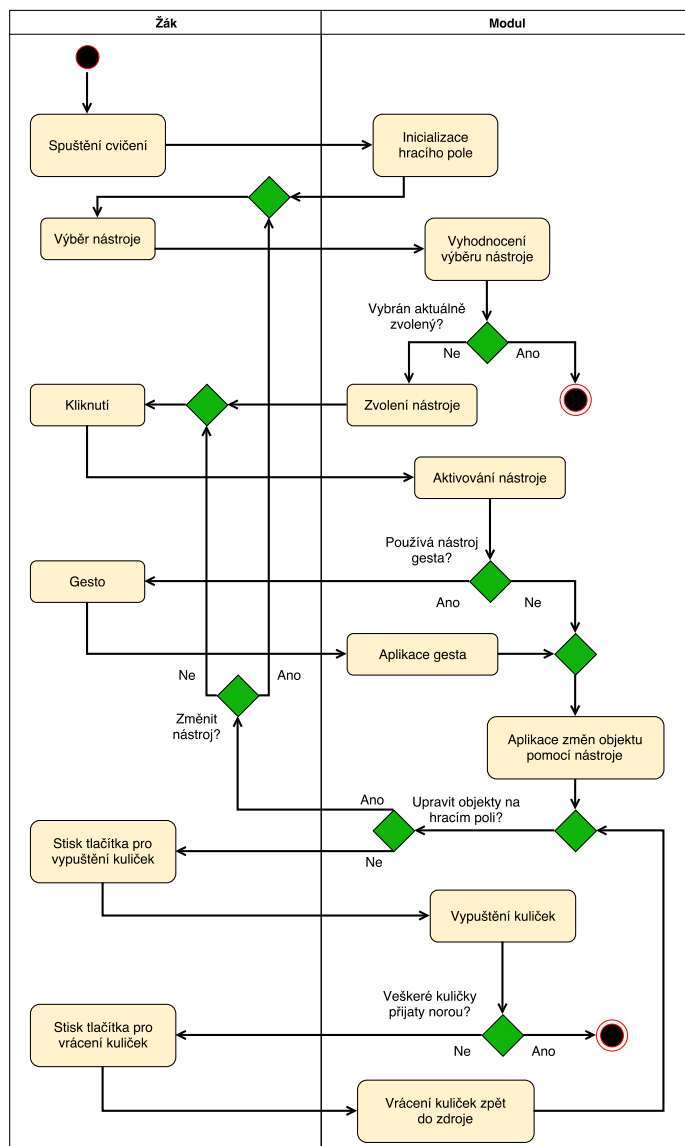 Žák
Modul
Spuštění cvičení
Inicializace
hracího pole
Výběr nástroje
Vyhodnocení
výběru nástroje
Vybrán aktuálně
zvolený?
Ne
Ano
Kliknutí
Zvolení nástroje
Aktivování nástroje
Používá nástroj
gesta?
Gesto
Ano
Ne
Aplikace gesta
Ne
Ano
Změnit
nástroj?
Aplikace změn objektu
pomocí nástroje
Ano
Upravit objekty na
hracím poli?
Stisk tlačítka pro
vypuštění kuliček
Ne
Vypuštění kuliček
Veškeré kuličky
přijaty norou?
Stisk tlačítka pro
vrácení kuliček
Ne
Ano
Vrácení kuliček zpět
do zdroje